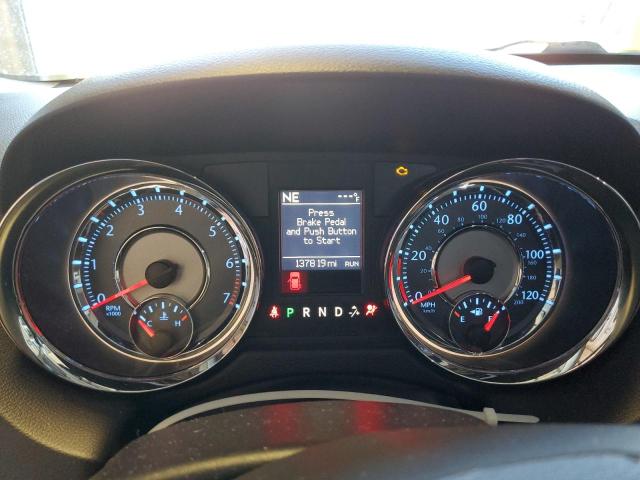 NE ---°F
Press
Brake Pedal
and Push Button
to Start
137819 mi RUN
P R N D
0 1 2 3 4 5 6 7
RPM
x1000
C H
0 20 40 60 80 100 120
MPH
km/h
200
E F